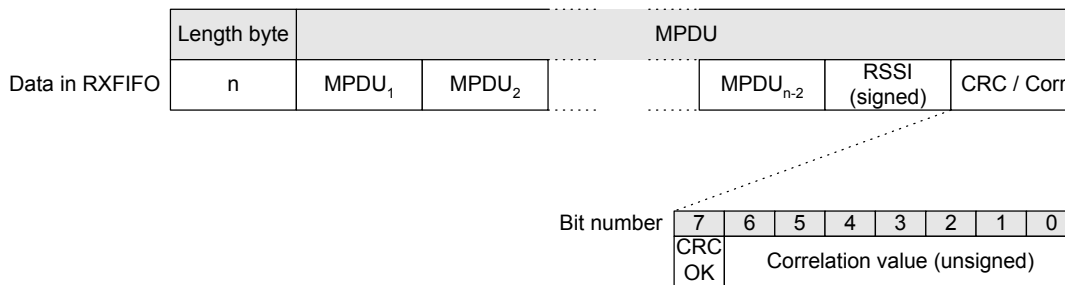 Length byte MPDU
Data in RXFIFO n MPDU1 MPDU2 MPDUn-2 RSSI (signed) CRC / Corr
Bit number 7 6 5 4 3 2 1 0
CRC OK Correlation value (unsigned)